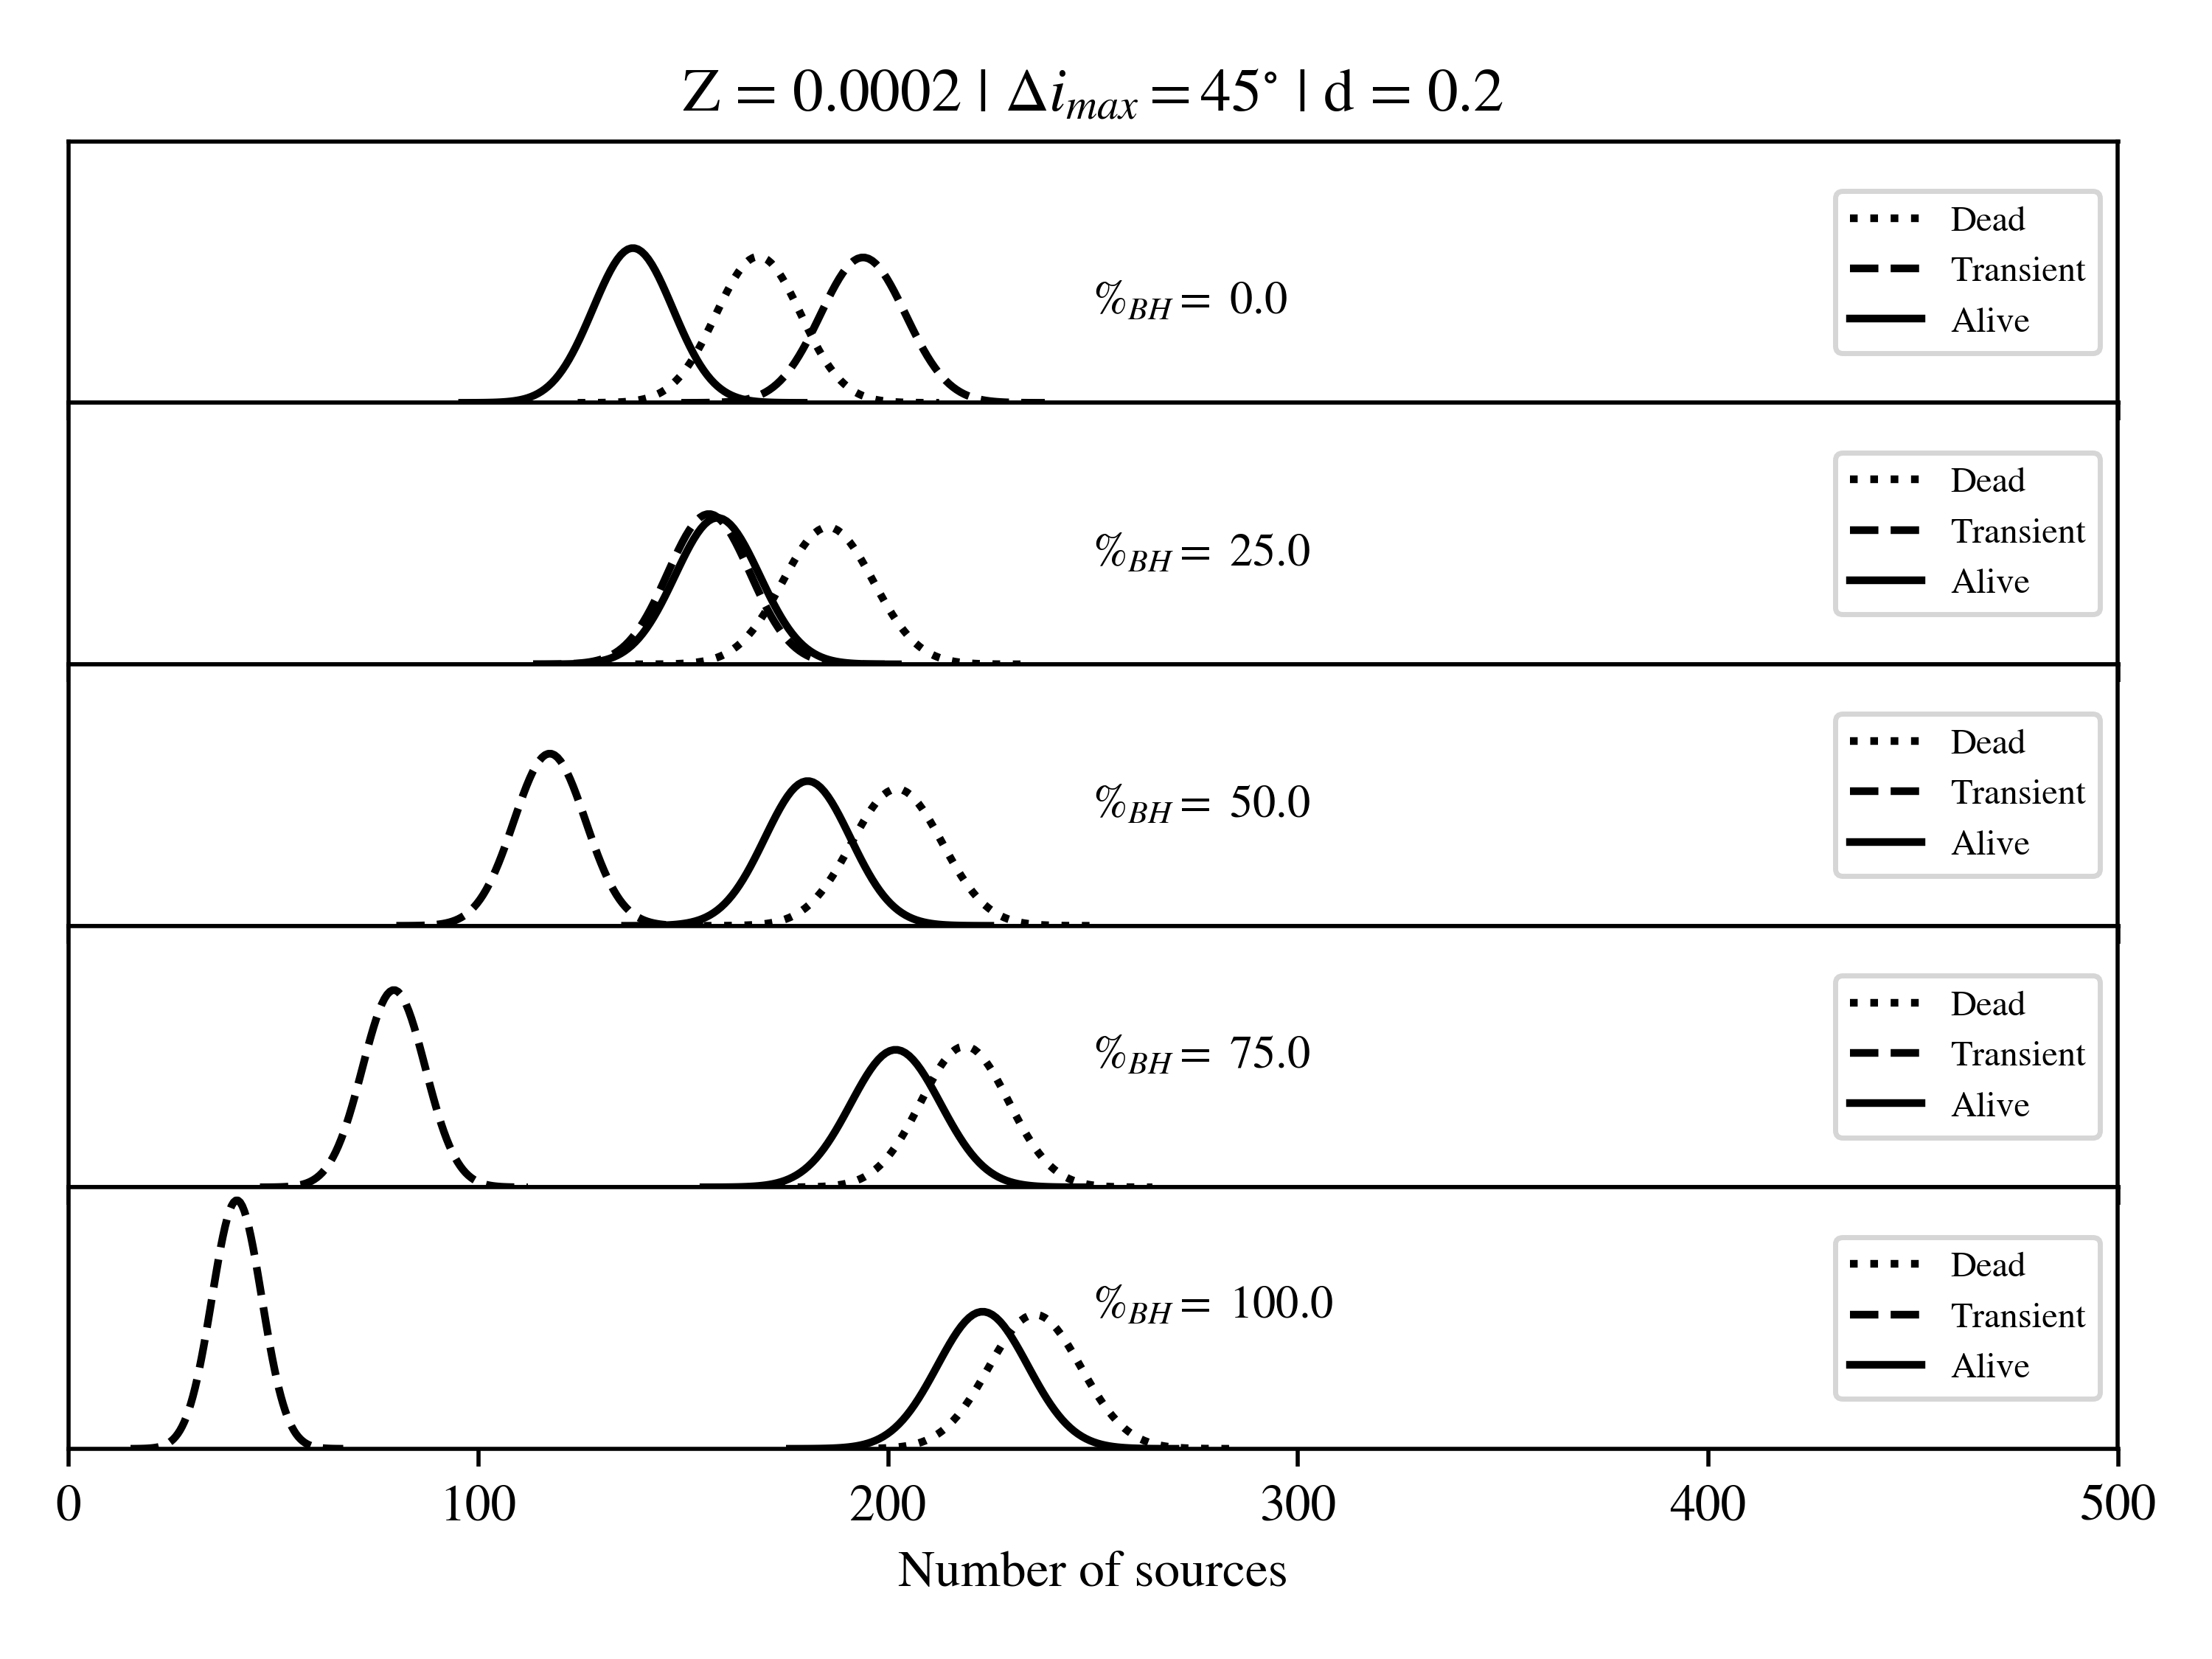 Z = 0.0002 | Δi_max = 45° | d = 0.2
%_BH = 0.0
Dead
Transient
Alive
%_BH = 25.0
Dead
Transient
Alive
%_BH = 50.0
Dead
Transient
Alive
%_BH = 75.0
Dead
Transient
Alive
%_BH = 100.0
Dead
Transient
Alive
0 100 200 300 400 500
Number of sources